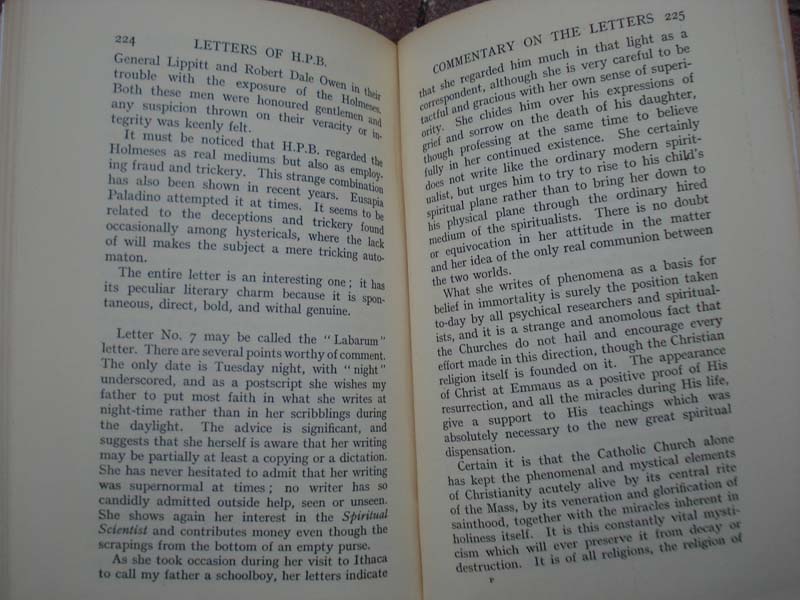 224 LETTERS OF H.P.B.
General Lippitt and Robert Dale Owen in their
trouble with the exposure of the Holmeses.
Both these men were honoured gentlemen and
any suspicion thrown on their veracity or in-
tegrity was keenly felt.
It must be noticed that H.P.B. regarded the
Holmeses as real mediums but also as employ-
ing fraud and trickery. This strange combination
has also been shown in recent years. Eusapia
Paladino attempted it at times. It seems to be
related to the deceptions and trickery found
occasionally among hystericals, where the lack
of will makes the subject a mere tricking auto-
maton.
The entire letter is an interesting one; it has
its peculiar literary charm because it is spon-
taneous, direct, bold, and withal genuine.
Letter No. 7 may be called the "Labarum"
letter. There are several points worthy of comment.
The only date is Tuesday night, with "night"
underscored, and as a postscript she wishes my
father to put most faith in what she writes at
night-time rather than in her scribblings during
the daylight. The advice is significant, and
suggests that she herself is aware that her writing
may be partially at least a copying or a dictation.
She has never hesitated to admit that her writing
was supernormal at times; no writer has so
candidly admitted outside help, seen or unseen.
She shows again her interest in the Spiritual
Scientist and contributes money even though the
scrapings from the bottom of an empty purse.
As she took occasion during her visit to Ithaca
to call my father a schoolboy, her letters indicate
COMMENTARY ON THE LETTERS 225
that she regarded him much in that light as a
correspondent, although she is very careful to be
tactful and gracious with her own sense of superi-
ority. She chides him over his expressions of
grief and sorrow on the death of his daughter,
though professing at the same time to believe
fully in her continued existence. She certainly
does not write like the ordinary modern spirit-
ualist, but urges him to try to rise to his child's
spiritual plane rather than to bring her down to
his physical plane through the ordinary hired
medium of the spiritualists. There is no doubt
or equivocation in her attitude in the matter
and her idea of the only real communion between
the two worlds.
What she writes of phenomena as a basis for
belief in immortality is surely the position taken
to-day by all psychical researchers and spiritual-
ists, and it is a strange and anomolous fact that
the Churches do not hail and encourage every
effort made in this direction, though the Christian
religion itself is founded on it. The appearance
of Christ at Emmaus as a positive proof of His
resurrection, and all the miracles during His life,
give a support to His teachings which was
absolutely necessary to the new great spiritual
dispensation.
Certain it is that the Catholic Church alone
has kept the phenomenal and mystical elements
of Christianity acutely alive by its central rite
of the Mass, by its veneration and glorification of
sainthood, together with the miracles inherent in
holiness itself. It is this constantly vital mysti-
cism which will ever preserve it from decay or
destruction. It is of all religions, the religion of
P